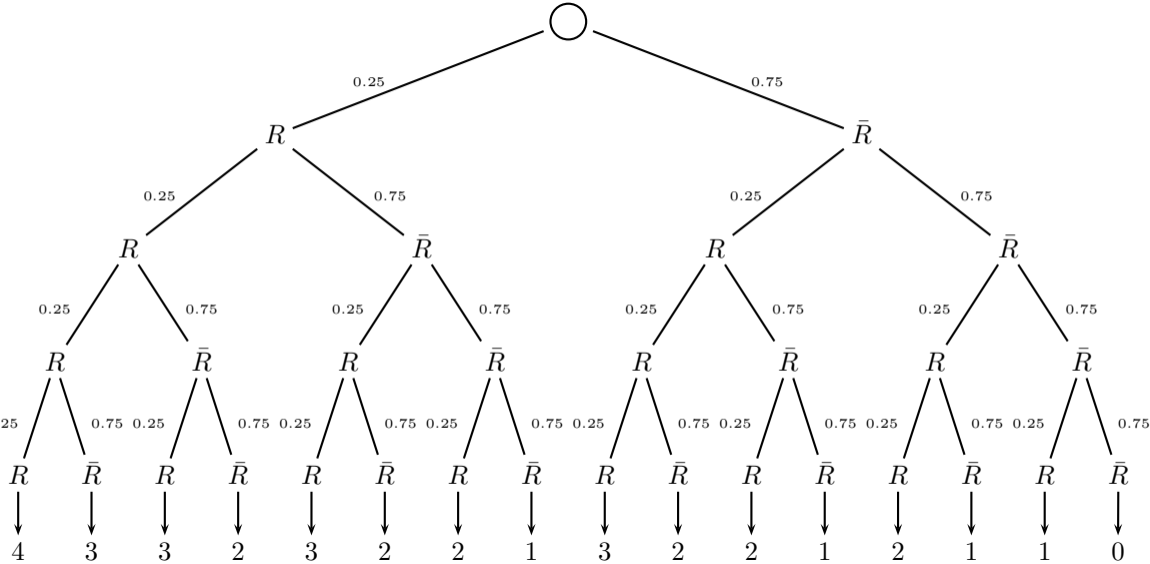 0.25 0.75
R R̄
0.25 0.75 0.25 0.75
R R̄ R R̄
0.25 0.75 0.25 0.75 0.25 0.75 0.25 0.75
R R̄ R R̄ R R̄ R R̄
25 0.75 0.25 0.75 0.25 0.75 0.25 0.75 0.25 0.75 0.25 0.75 0.25 0.75 0.25 0.75
R R̄ R R̄ R R̄ R R̄ R R̄ R R̄ R R̄ R R̄
4 3 3 2 3 2 2 1 3 2 2 1 2 1 1 0